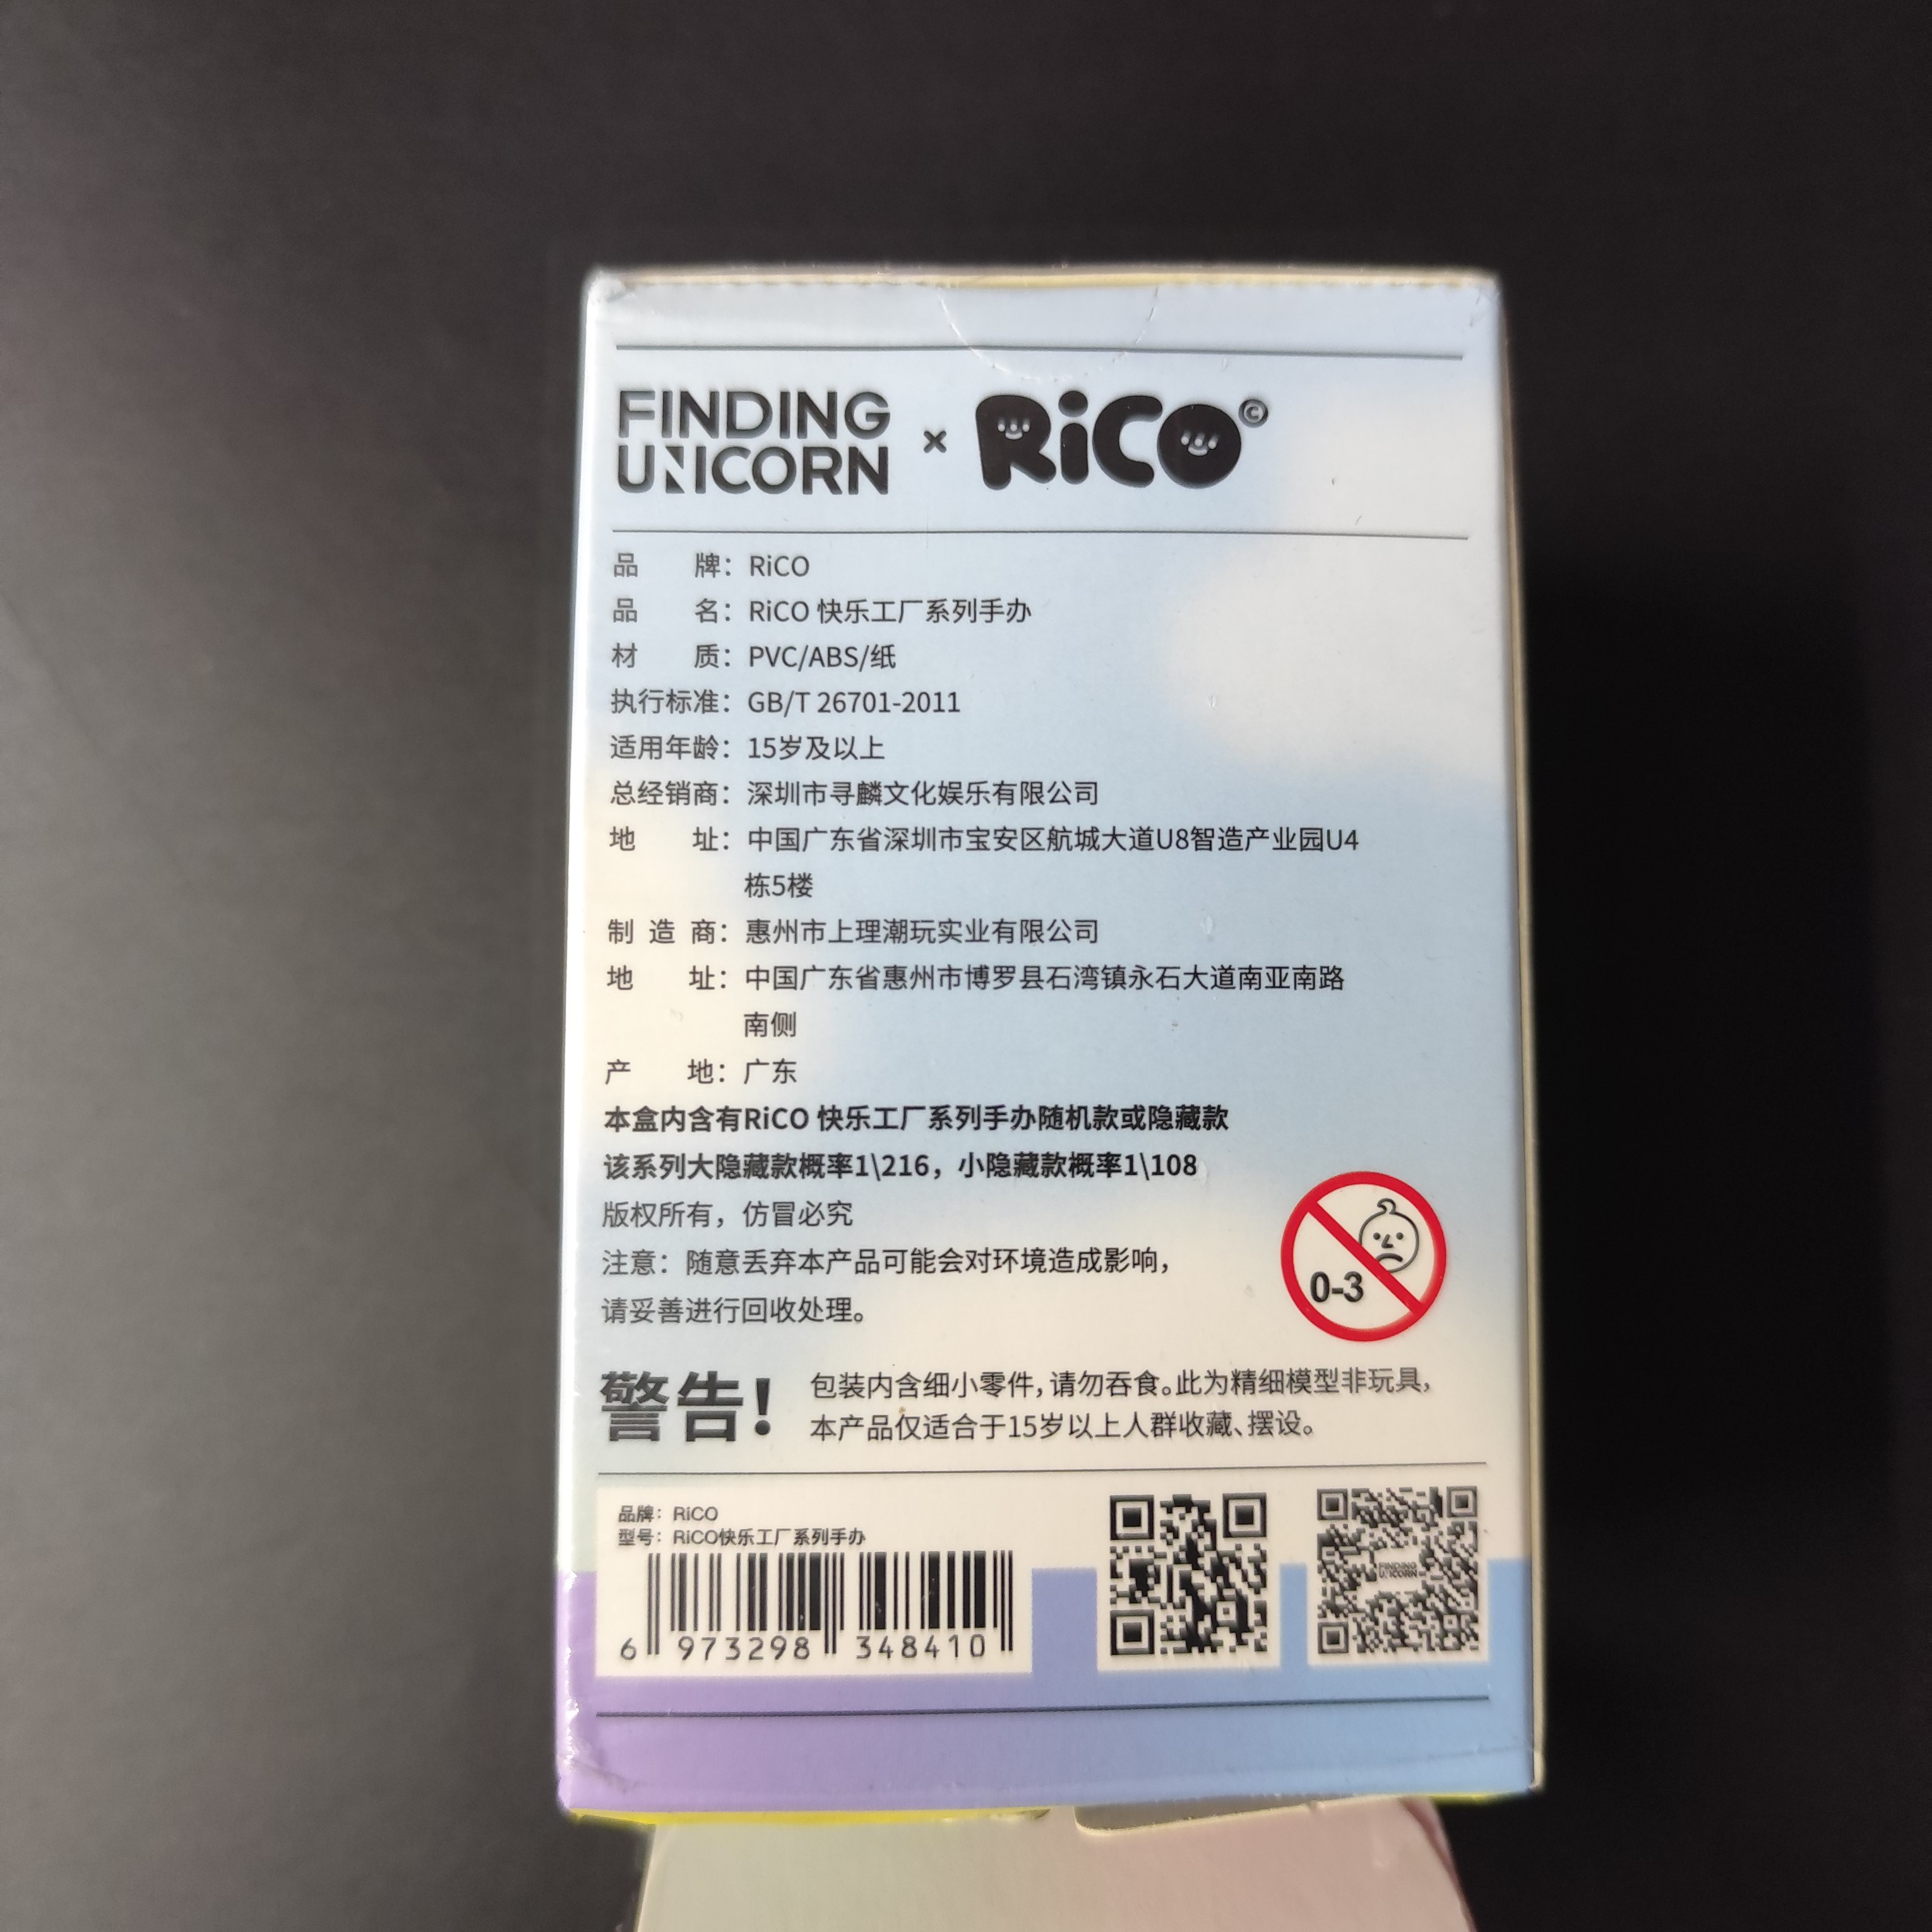 FINDING
UNICORN × RiCO©
品牌：RiCO
品名：RiCO 快乐工厂系列手办
材质：PVC/ABS/纸
执行标准：GB/T 26701-2011
适用年龄：15岁及以上
总经销商：深圳市寻麟文化娱乐有限公司
地址：中国广东省深圳市宝安区航城大道U8智造产业园U4
栋5楼
制造商：惠州市上理潮玩实业有限公司
地址：中国广东省惠州市博罗县石湾镇永石大道南亚南路
南侧
产地：广东
本盒内含有RiCO 快乐工厂系列手办随机款或隐藏款
该系列大隐藏款概率1\216，小隐藏款概率1\108
版权所有，仿冒必究
注意：随意丢弃本产品可能会对环境造成影响，
请妥善进行回收处理。
0-3
警告！
包装内含细小零件，请勿吞食。此为精细模型非玩具，
本产品仅适合于15岁以上人群收藏、摆设。
品牌：RiCO
型号：RiCO快乐工厂系列手办
6 973298 348410
FINDING
UNICORN